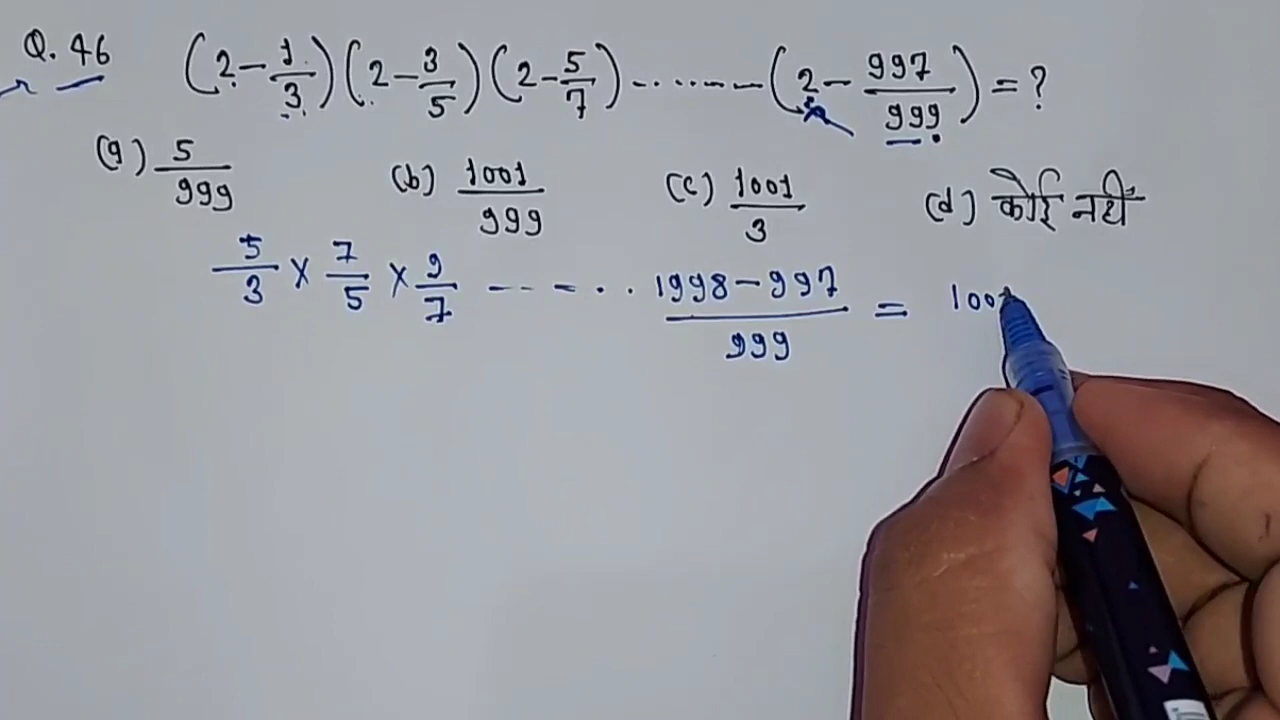 Q. 46 (2 - 1/3) (2 - 3/5) (2 - 5/7) ........ (2 - 997/999) = ?
(a) 5/999 (b) 1001/999 (c) 1001/3 (d) कोई नहीं
5/3 × 7/5 × 9/7 ------ 1998 - 997/999 = 100